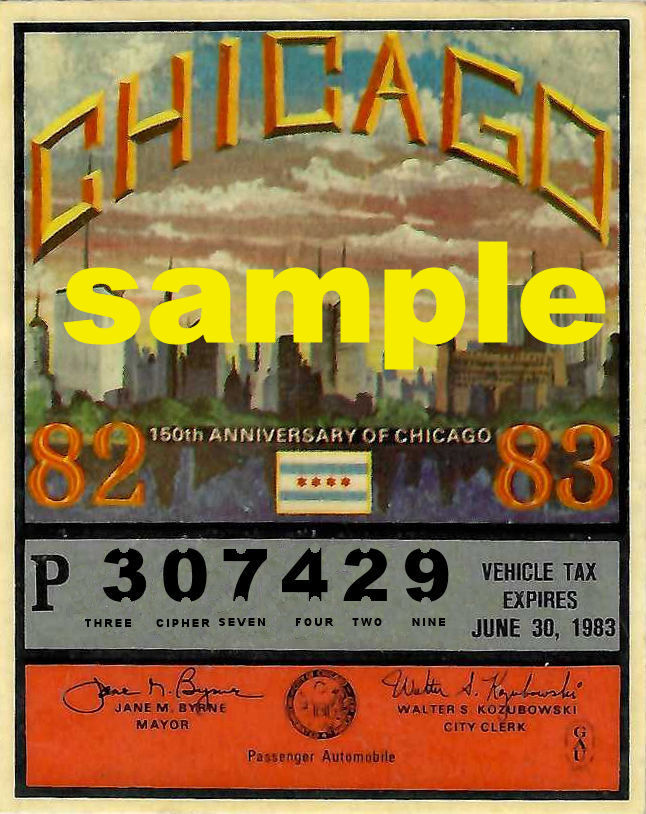 CHICAGO
sample
82 150th ANNIVERSARY OF CHICAGO 83
P 307429
THREE CIPHER SEVEN FOUR TWO NINE
VEHICLE TAX
EXPIRES
JUNE 30, 1983
Jane M. Byrne
JANE M. BYRNE
MAYOR
Walter S. Kozubowski
WALTER S. KOZUBOWSKI
CITY CLERK
GAU
Passenger Automobile